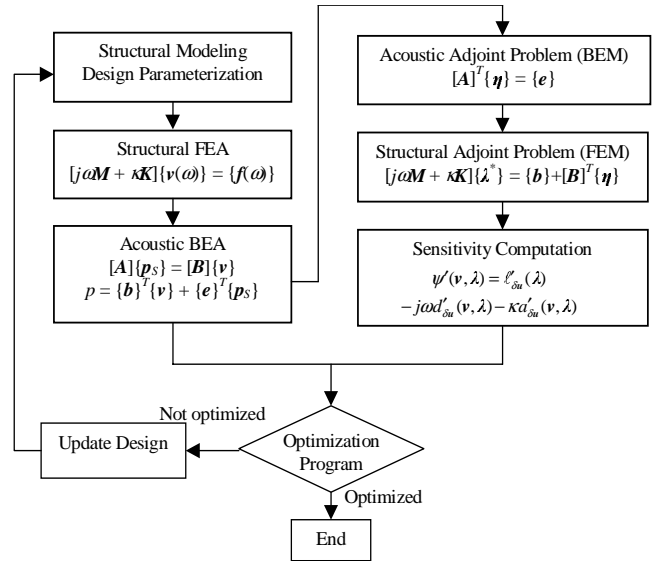 Structural Modeling
Design Parameterization
Structural FEA
[jωM + κK]{v(ω)} = {f(ω)}
Acoustic BEA
[A]{p_S} = [B]{v}
p = {b}^T{v} + {e}^T{p_S}
Acoustic Adjoint Problem (BEM)
[A]^T{η} = {e}
Structural Adjoint Problem (FEM)
[jωM + κK]{λ^*} = {b}+[B]^T{η}
Sensitivity Computation
ψ′(v, λ) = ℓ′_δu(λ)
− jωd′_δu(v, λ) − κa′_δu(v, λ)
Not optimized
Update Design
Optimization
Program
Optimized
End